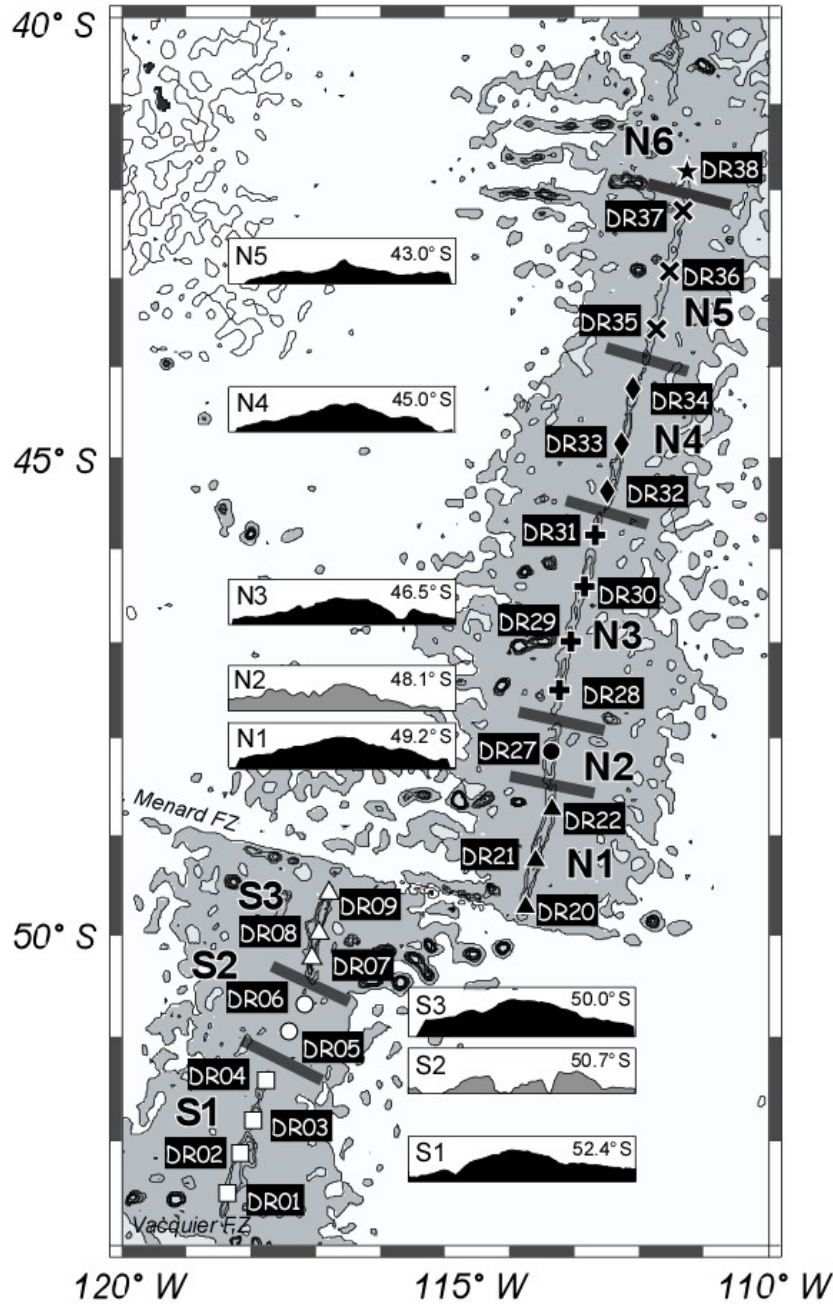 40° S
N6
DR38
DR37
N5 43.0° S
DR36
DR35
N5
N4 45.0° S
DR34
DR33
N4
45° S
DR32
DR31
N3 46.5° S
DR30
DR29
N3
N2 48.1° S
DR28
N1 49.2° S
DR27
N2
Menard FZ
DR22
DR21
N1
S3
DR09
DR20
DR08
50° S
S2
DR07
DR06
S3 50.0° S
DR05
S2 50.7° S
DR04
S1
DR03
DR02
S1 52.4° S
DR01
Vacquier FZ
120° W
115° W
110° W